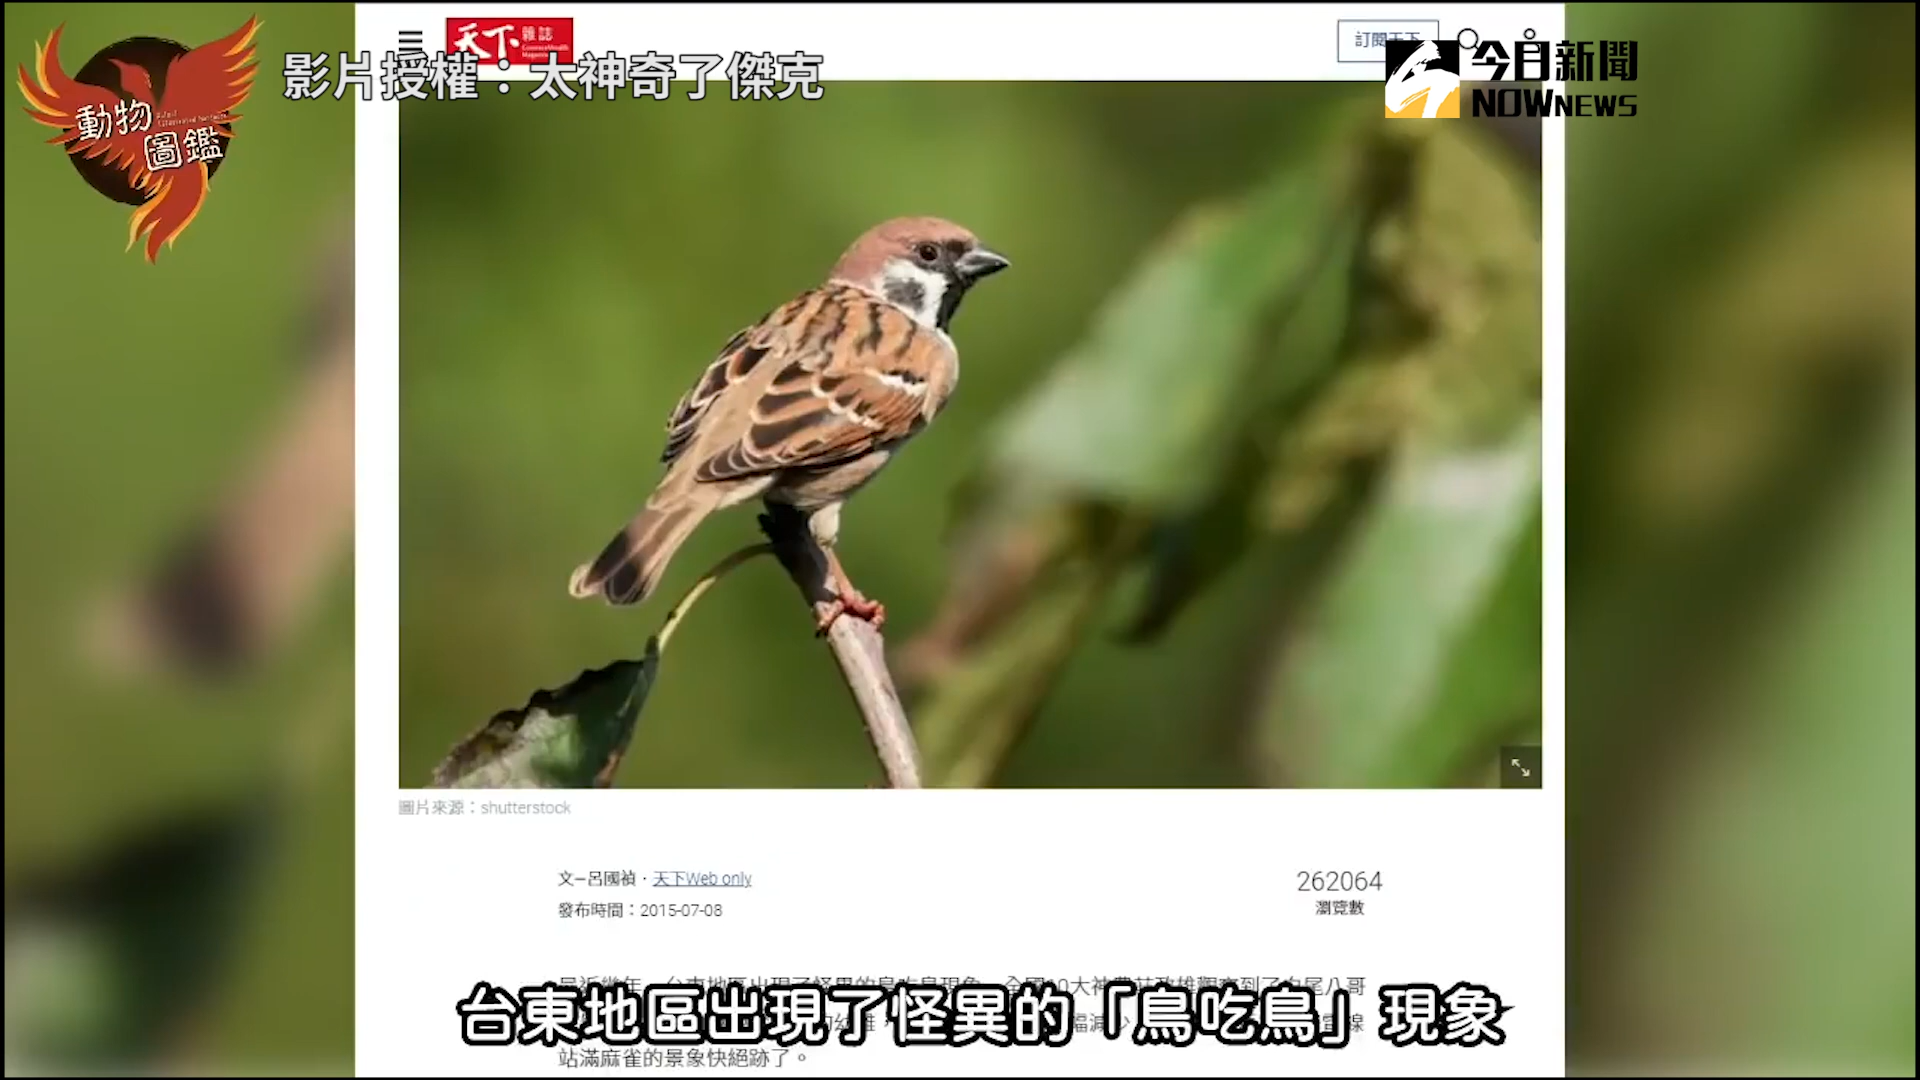 動物
圖鑑
影片授權：太神奇了傑克
天下 雜誌
訂閱天下
今日新聞
NOWNEWS
圖片來源：shutterstock
文—呂國禎・天下Web only
發布時間：2015-07-08
262064
瀏覽數
台東地區出現了怪異的「鳥吃鳥」現象
站滿麻雀的景象快絕跡了。